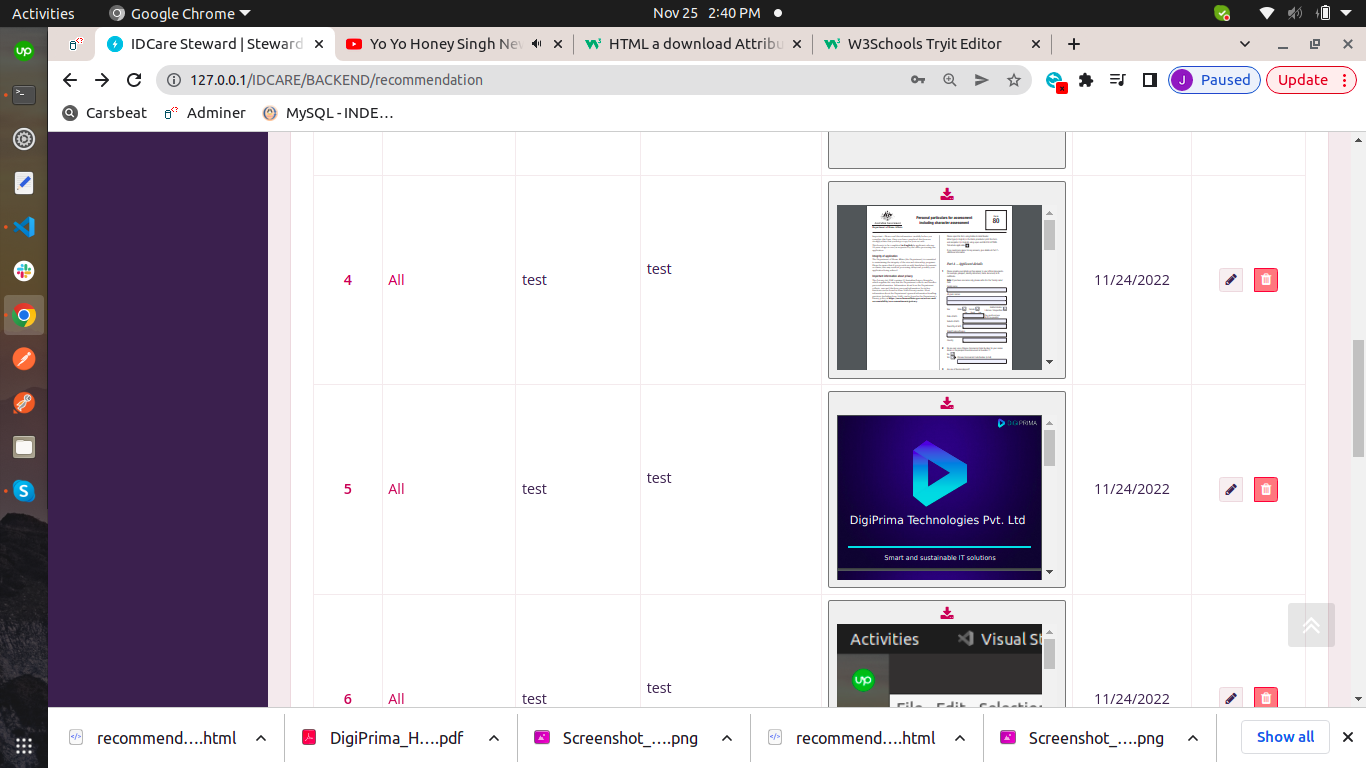 Activities
Google Chrome
Nov 25 2:40 PM
IDCare Steward | Steward
Yo Yo Honey Singh Nev
HTML a download Attribu
W3Schools Tryit Editor
127.0.0.1/IDCARE/BACKEND/recommendation
J
Paused
Update
Carsbeat
Adminer
MySQL - INDE…
Personal particulars for assessment
including character assessment
80
4
All
test
test
11/24/2022
DIGIPRIMA
DigiPrima Technologies Pvt. Ltd
Smart and sustainable IT solutions
5
All
test
test
11/24/2022
Activities
Visual St
up
File Edit Selection
6
All
test
test
11/24/2022
recommend….html
DigiPrima_H….pdf
Screenshot_….png
recommend….html
Screenshot_….png
Show all